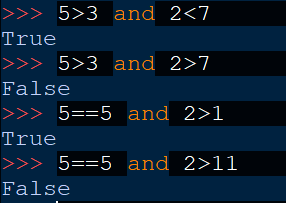 >>> 5>3 and 2<7
True
>>> 5>3 and 2>7
False
>>> 5==5 and 2>1
True
>>> 5==5 and 2>11
False